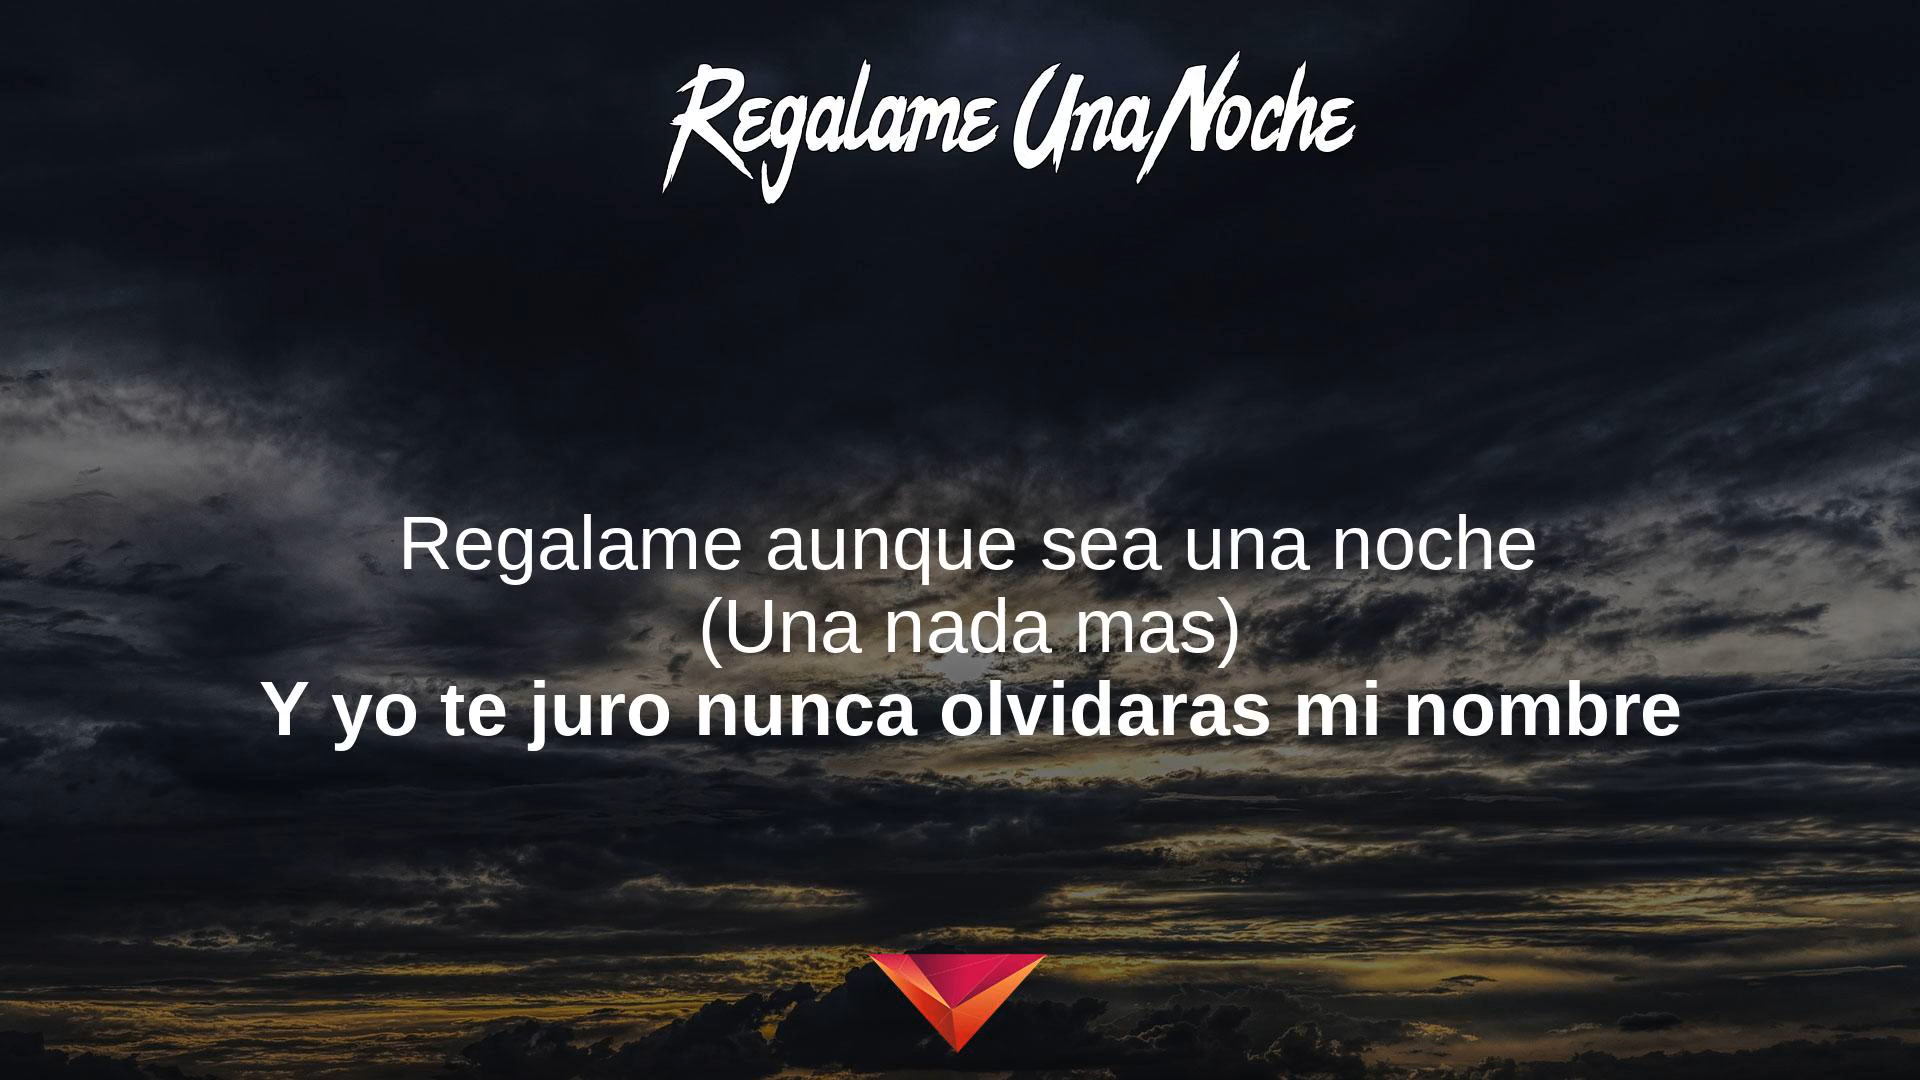 Regalame Una Noche
Regalame aunque sea una noche
(Una nada mas)
Y yo te juro nunca olvidaras mi nombre